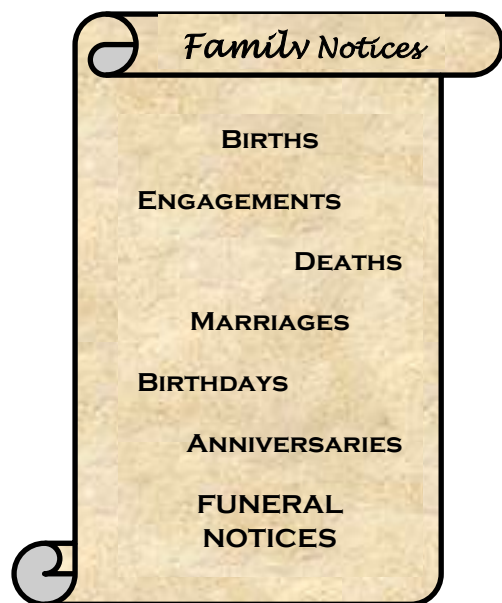 Family Notices
BIRTHS
ENGAGEMENTS
DEATHS
MARRIAGES
BIRTHDAYS
ANNIVERSARIES
FUNERAL
NOTICES